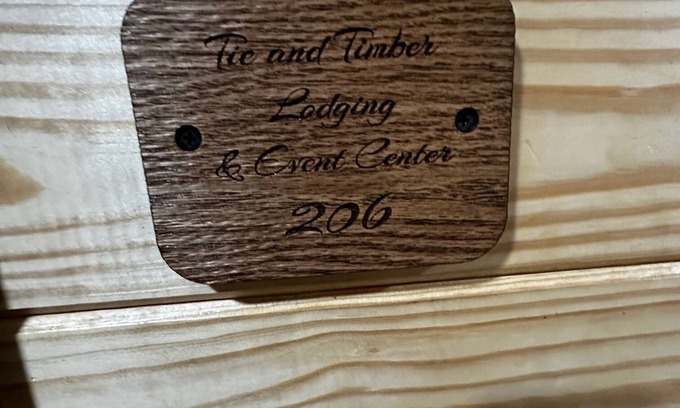 Tie and Timber
Lodging
& Event Center
206